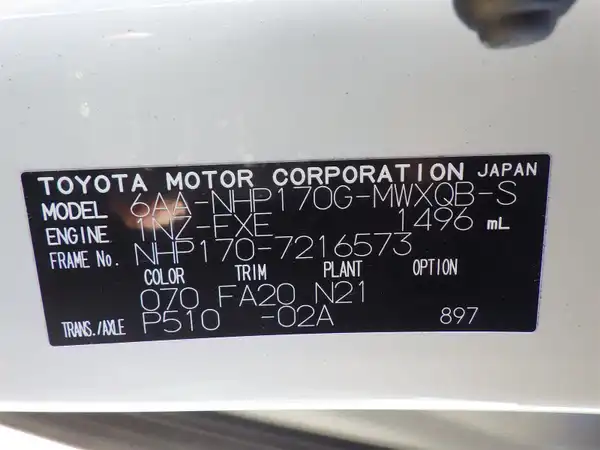 TOYOTA MOTOR CORPORATION JAPAN
MODEL 6AA-NHP170G-MWXQB-S
ENGINE 1NZ-FXE 1496 mL
FRAME No. NHP170-7216573
COLOR TRIM PLANT OPTION
070 FA20 N21
TRANS./AXLE P510 -02A 897